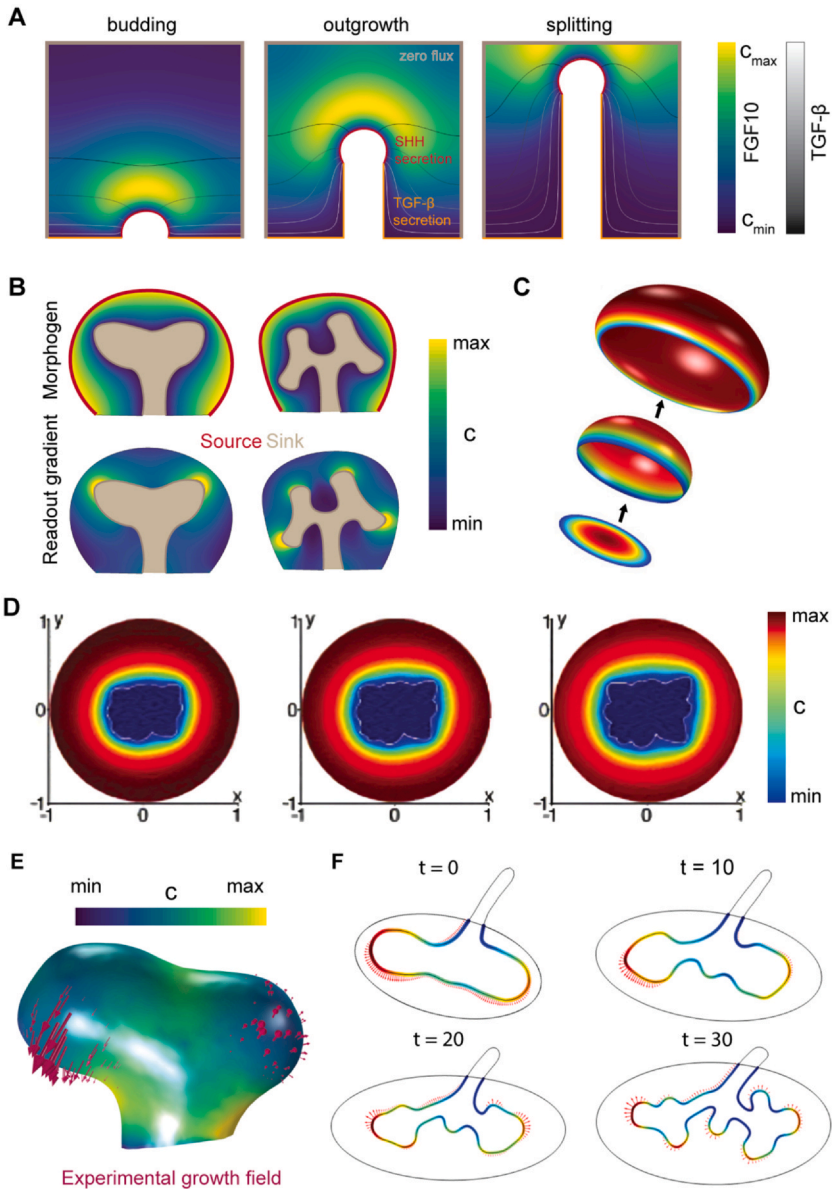 A
budding
outgrowth
splitting
zero flux
SHH
secretion
TGF-β
secretion
Cmax
FGF10
Cmin
TGF-β
B
Morphogen
Readout gradient
Source Sink
max
C
min
C
D
1 y
0
-1
-1 0 x 1
1 y
0
-1
-1 0 x 1
1 y
0
-1
-1 0 x 1
max
C
min
E
min C max
Experimental growth field
F
t = 0
t = 10
t = 20
t = 30